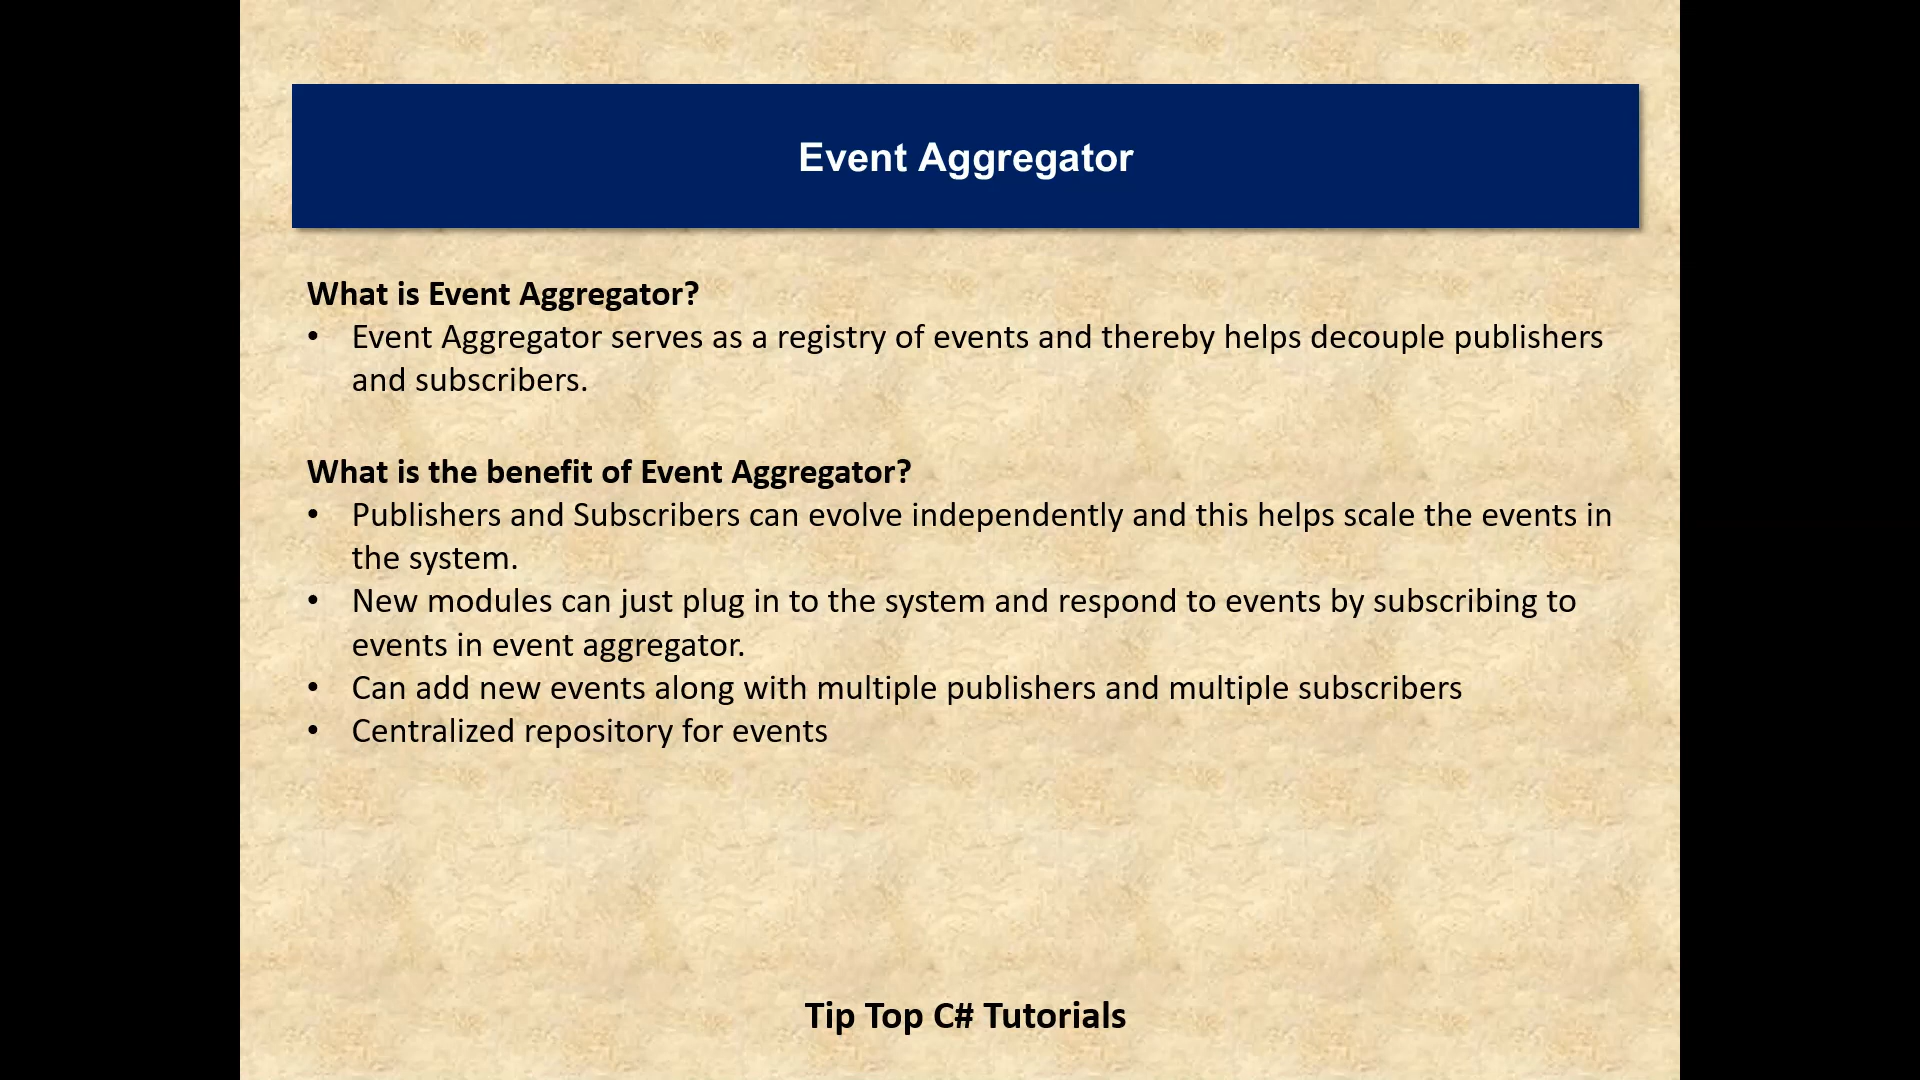 Event Aggregator
What is Event Aggregator?
• Event Aggregator serves as a registry of events and thereby helps decouple publishers
and subscribers.
What is the benefit of Event Aggregator?
• Publishers and Subscribers can evolve independently and this helps scale the events in
the system.
• New modules can just plug in to the system and respond to events by subscribing to
events in event aggregator.
• Can add new events along with multiple publishers and multiple subscribers
• Centralized repository for events
Tip Top C# Tutorials